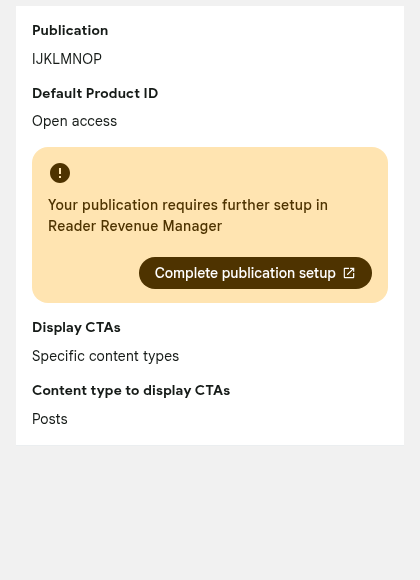 Publication
IJKLMNOP
Default Product ID
Open access
Your publication requires further setup in
Reader Revenue Manager
Complete publication setup
Display CTAs
Specific content types
Content type to display CTAs
Posts